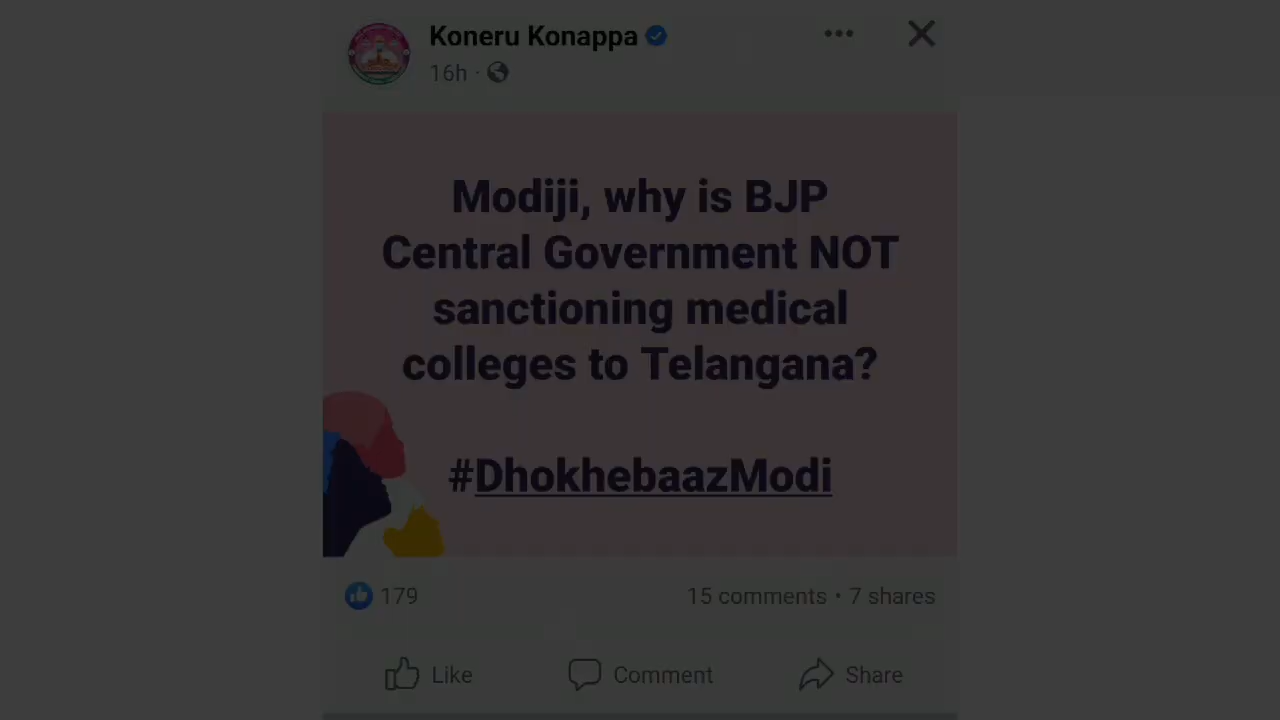 Koneru Konappa
16h ·
Modiji, why is BJP
Central Government NOT
sanctioning medical
colleges to Telangana?
#DhokhebaazModi
179
15 comments • 7 shares
Like
Comment
Share